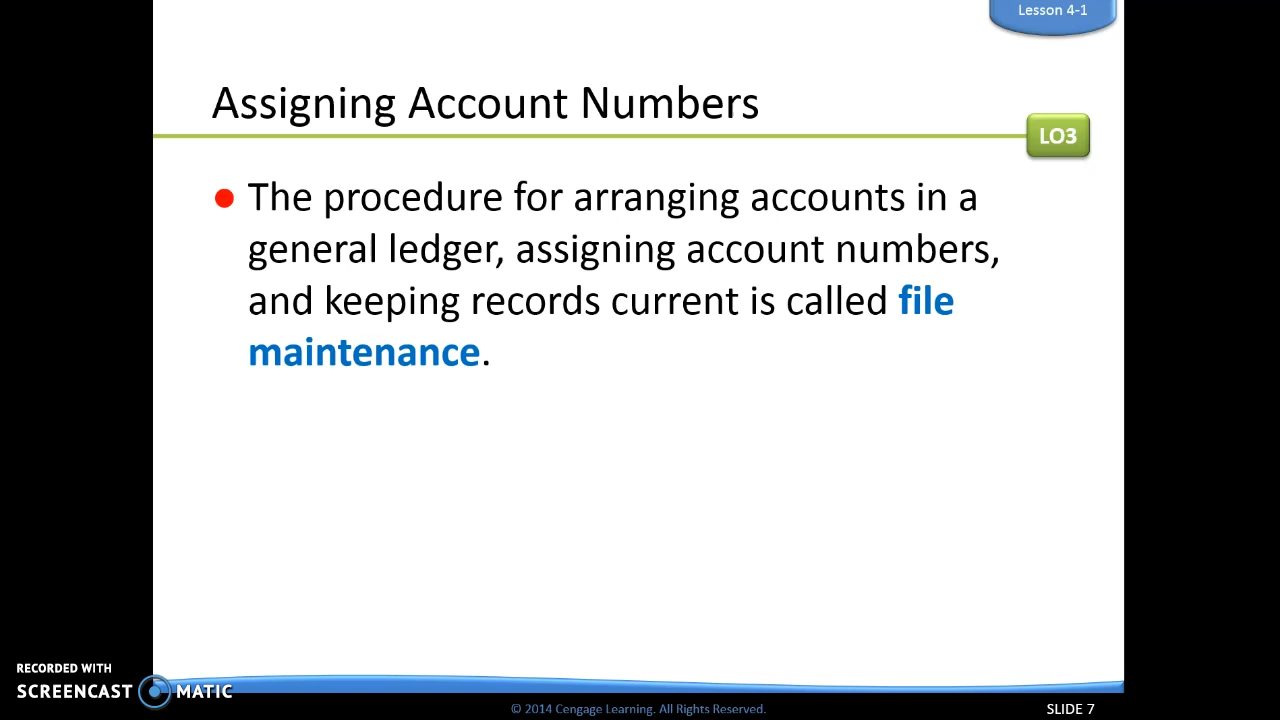 Lesson 4-1
Assigning Account Numbers
LO3
● The procedure for arranging accounts in a
general ledger, assigning account numbers,
and keeping records current is called file
maintenance.
RECORDED WITH
SCREENCAST MATIC
© 2014 Cengage Learning. All Rights Reserved.
SLIDE 7